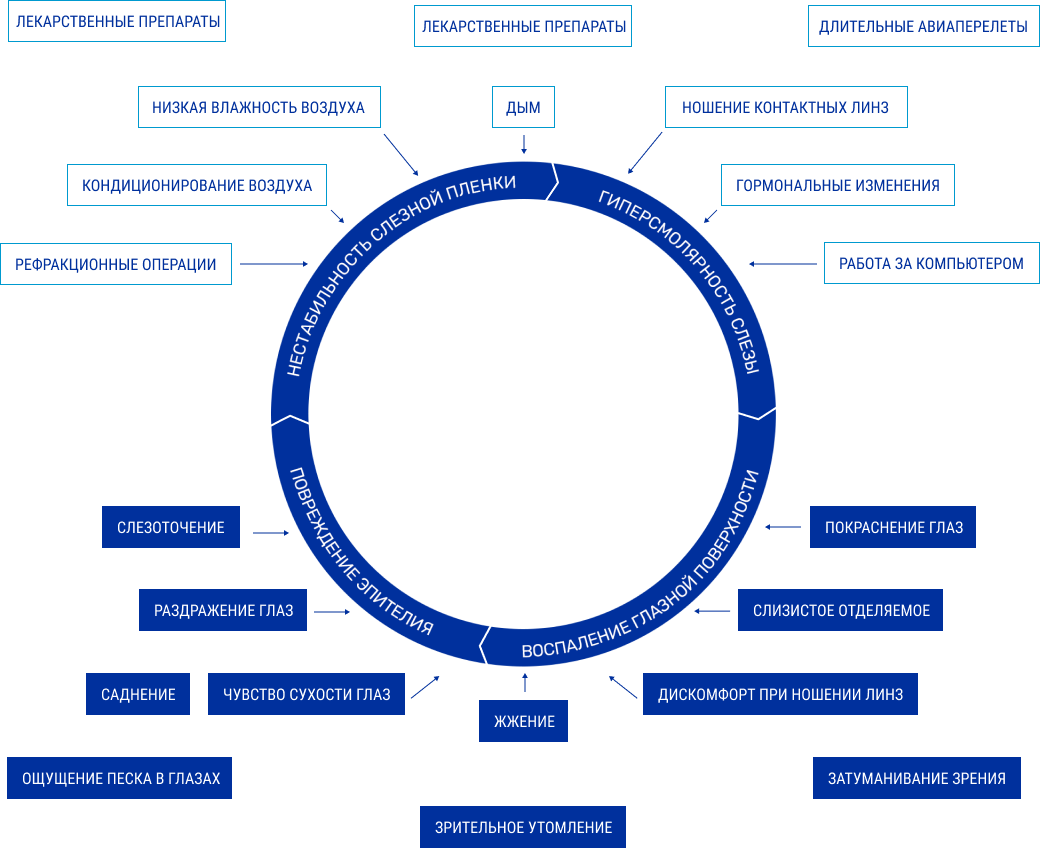 ЛЕКАРСТВЕННЫЕ ПРЕПАРАТЫ
ЛЕКАРСТВЕННЫЕ ПРЕПАРАТЫ
ДЛИТЕЛЬНЫЕ АВИАПЕРЕЛЕТЫ
НИЗКАЯ ВЛАЖНОСТЬ ВОЗДУХА
ДЫМ
НОШЕНИЕ КОНТАКТНЫХ ЛИНЗ
КОНДИЦИОНИРОВАНИЕ ВОЗДУХА
ГОРМОНАЛЬНЫЕ ИЗМЕНЕНИЯ
РЕФРАКЦИОННЫЕ ОПЕРАЦИИ
РАБОТА ЗА КОМПЬЮТЕРОМ
НЕСТАБИЛЬНОСТЬ СЛЕЗНОЙ ПЛЕНКИ
ГИПЕРСМОЛЯРНОСТЬ СЛЕЗЫ
ПОВРЕЖДЕНИЕ ЭПИТЕЛИЯ
ВОСПАЛЕНИЕ ГЛАЗНОЙ ПОВЕРХНОСТИ
СЛЕЗОТОЧЕНИЕ
ПОКРАСНЕНИЕ ГЛАЗ
РАЗДРАЖЕНИЕ ГЛАЗ
СЛИЗИСТОЕ ОТДЕЛЯЕМОЕ
САДНЕНИЕ
ЧУВСТВО СУХОСТИ ГЛАЗ
ЖЖЕНИЕ
ДИСКОМФОРТ ПРИ НОШЕНИИ ЛИНЗ
ОЩУЩЕНИЕ ПЕСКА В ГЛАЗАХ
ЗАТУМАНИВАНИЕ ЗРЕНИЯ
ЗРИТЕЛЬНОЕ УТОМЛЕНИЕ